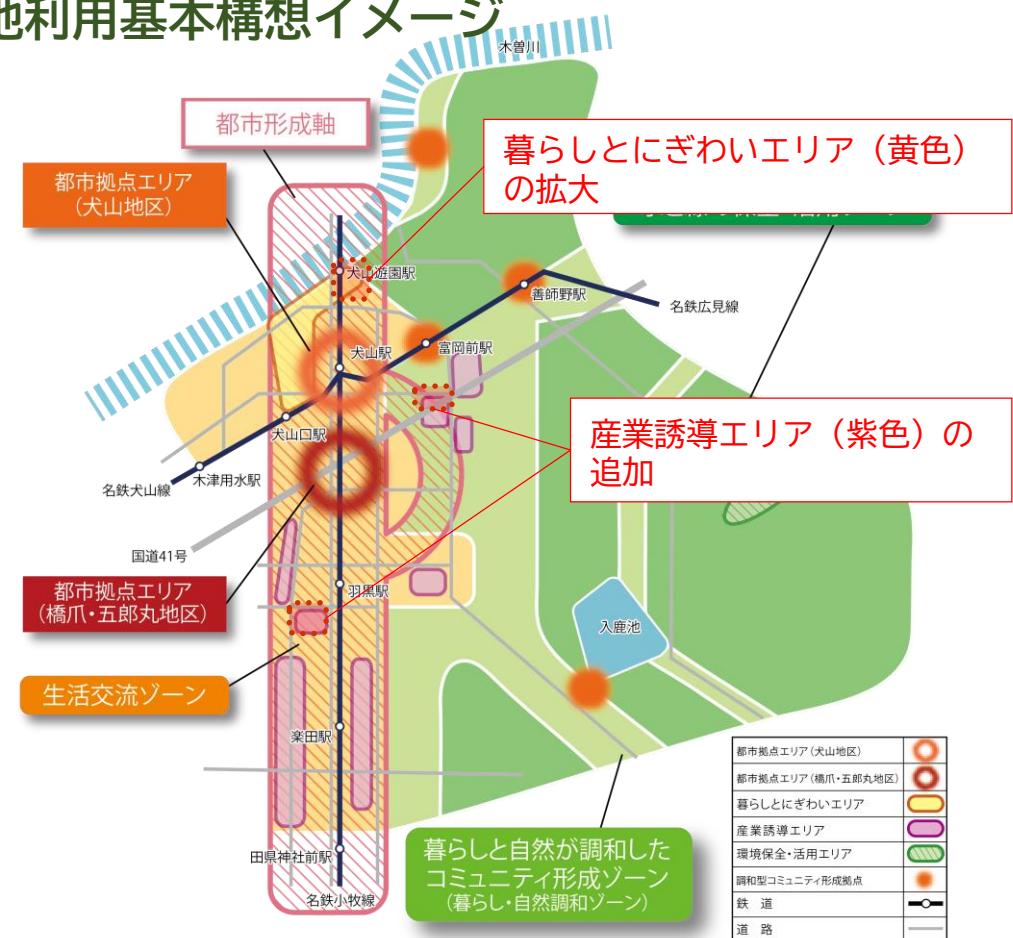 地利用基本構想イメージ
木曽川
都市形成軸
暮らしとにぎわいエリア（黄色）
の拡大
都市拠点エリア
（犬山地区）
犬山遊園駅
善師野駅
名鉄広見線
犬山駅
富岡前駅
産業誘導エリア（紫色）の
追加
犬山口駅
木津用水駅
名鉄犬山線
国道41号
都市拠点エリア
（橋爪・五郎丸地区）
羽黒駅
入鹿池
生活交流ゾーン
楽田駅
田県神社前駅
名鉄小牧線
暮らしと自然が調和した
コミュニティ形成ゾーン
（暮らし・自然調和ゾーン）
都市拠点エリア（犬山地区）
都市拠点エリア（橋爪・五郎丸地区）
暮らしとにぎわいエリア
産業誘導エリア
環境保全・活用エリア
調和型コミュニティ形成拠点
鉄 道
道 路